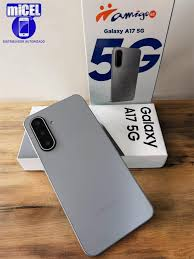 miCEL
DISTRIBUIDOR AUTORIZADO
amigo
Galaxy A17 5G
5G
Galaxy
A17 5G